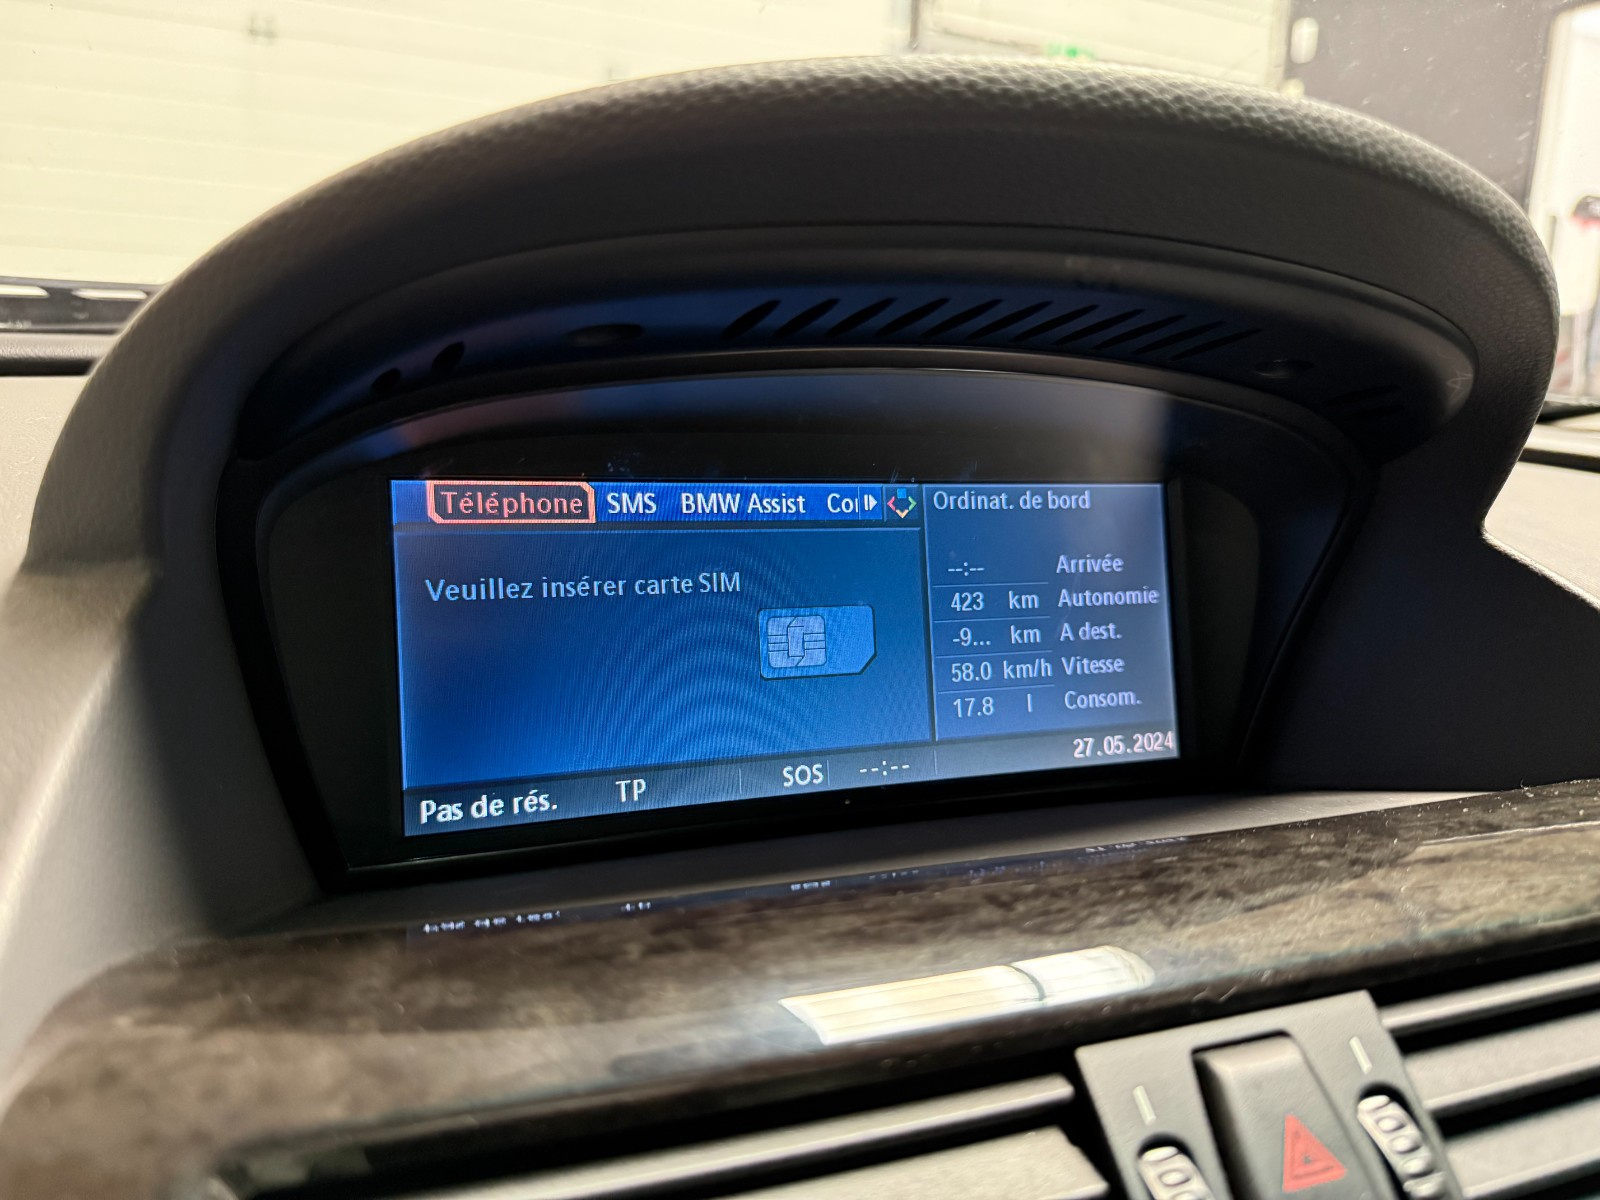 Téléphone SMS BMW Assist Co
Veuillez insérer carte SIM
Ordinat. de bord
--:-- Arrivée
423 km Autonomie
-9... km A dest.
58.0 km/h Vitesse
17.8 l Consom.
27.05.2024
Pas de rés. TP SOS --:--